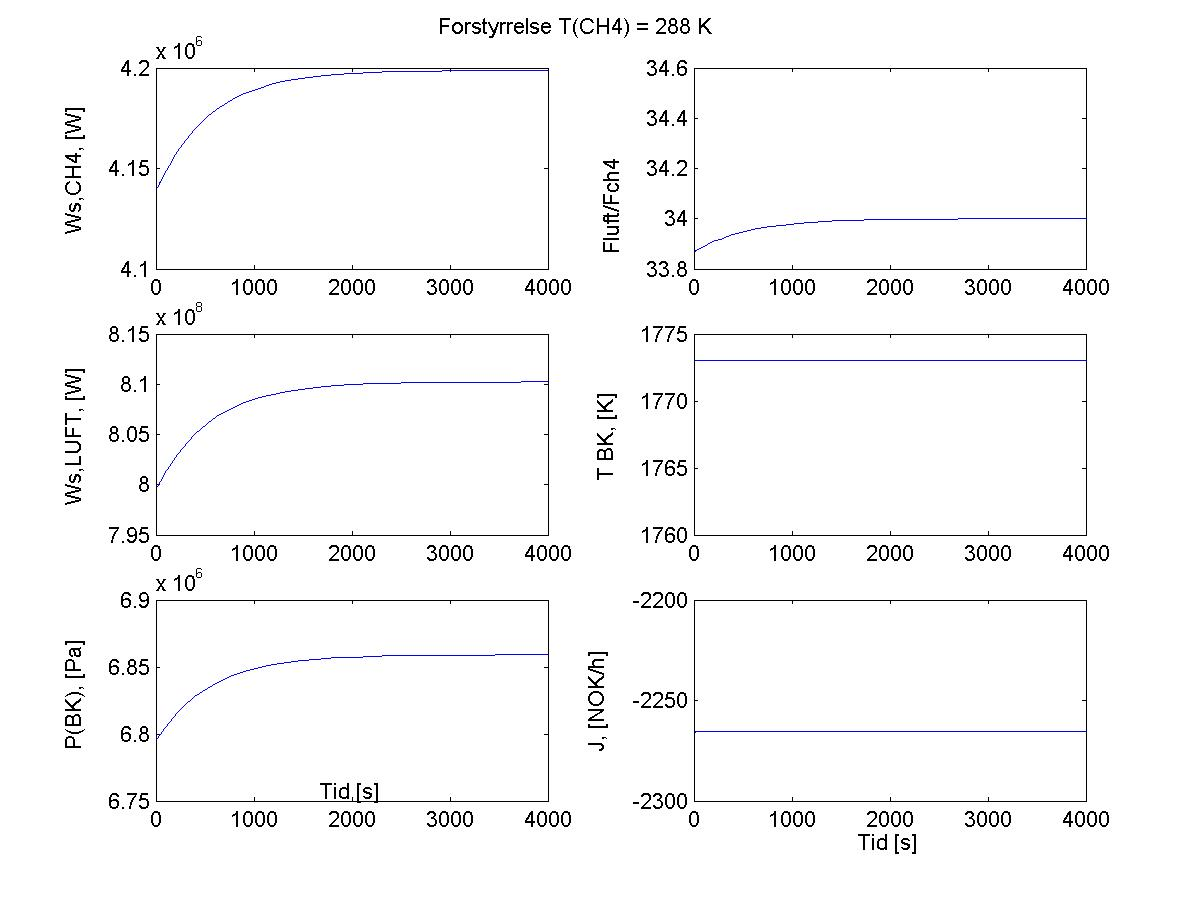 Forstyrrelse T(CH4) = 288 K
x 10^6
Ws,CH4, [W]
4.2
4.15
4.1
0 1000 2000 3000 4000
Fluft/Fch4
34.6
34.4
34.2
34
33.8
0 1000 2000 3000 4000
x 10^8
Ws,LUFT, [W]
8.15
8.1
8.05
8
7.95
0 1000 2000 3000 4000
T BK, [K]
1775
1770
1765
1760
0 1000 2000 3000 4000
x 10^6
P(BK), [Pa]
6.9
6.85
6.8
6.75
Tid,[s]
0 1000 2000 3000 4000
J, [NOK/h]
-2200
-2250
-2300
0 1000 2000 3000 4000
Tid [s]